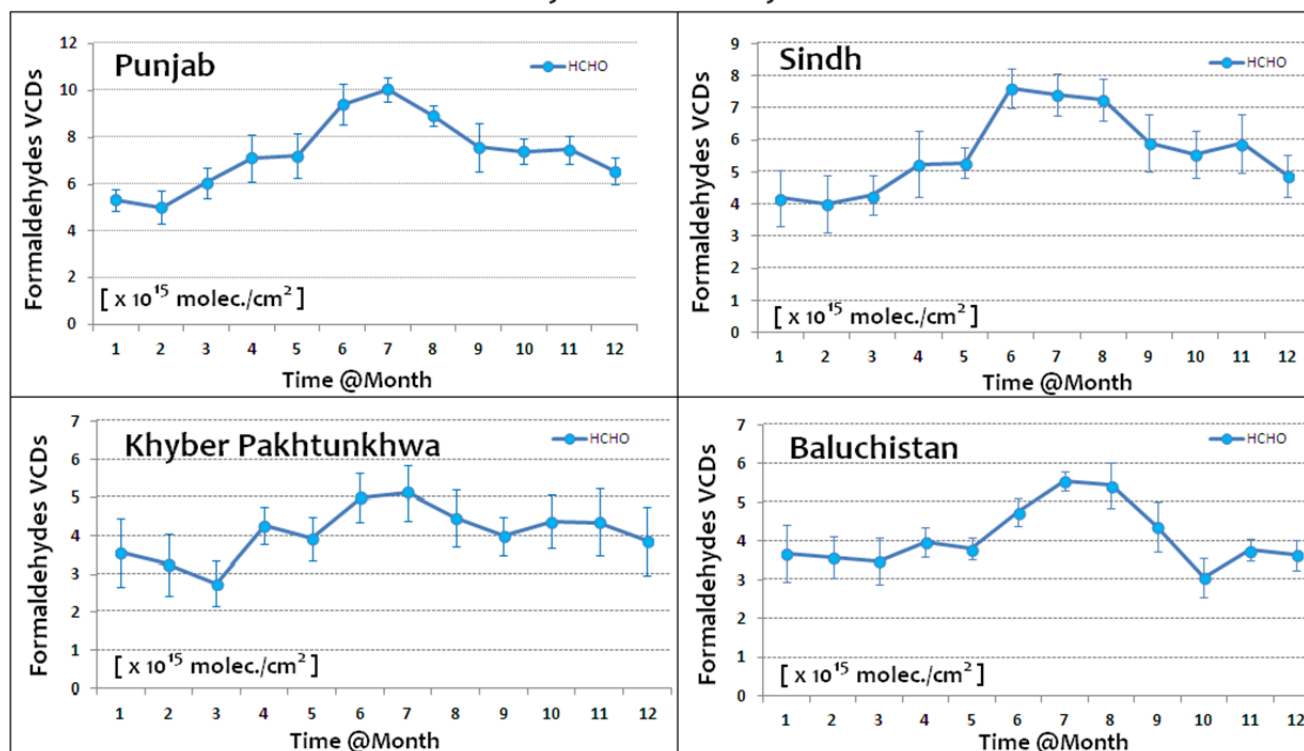 Punjab
HCHO
Formaldehydes VCDs
12
10
8
6
4
2
0
[ x 10¹⁵ molec./cm² ]
1 2 3 4 5 6 7 8 9 10 11 12
Time @Month
Sindh
HCHO
Formaldehydes VCDs
9
8
7
6
5
4
3
2
1
0
[ x 10¹⁵ molec./cm² ]
1 2 3 4 5 6 7 8 9 10 11 12
Time @Month
Khyber Pakhtunkhwa
HCHO
Formaldehydes VCDs
7
6
5
4
3
2
1
0
[ x 10¹⁵ molec./cm² ]
1 2 3 4 5 6 7 8 9 10 11 12
Time @Month
Baluchistan
HCHO
Formaldehydes VCDs
7
6
5
4
3
2
1
0
[ x 10¹⁵ molec./cm² ]
1 2 3 4 5 6 7 8 9 10 11 12
Time @Month